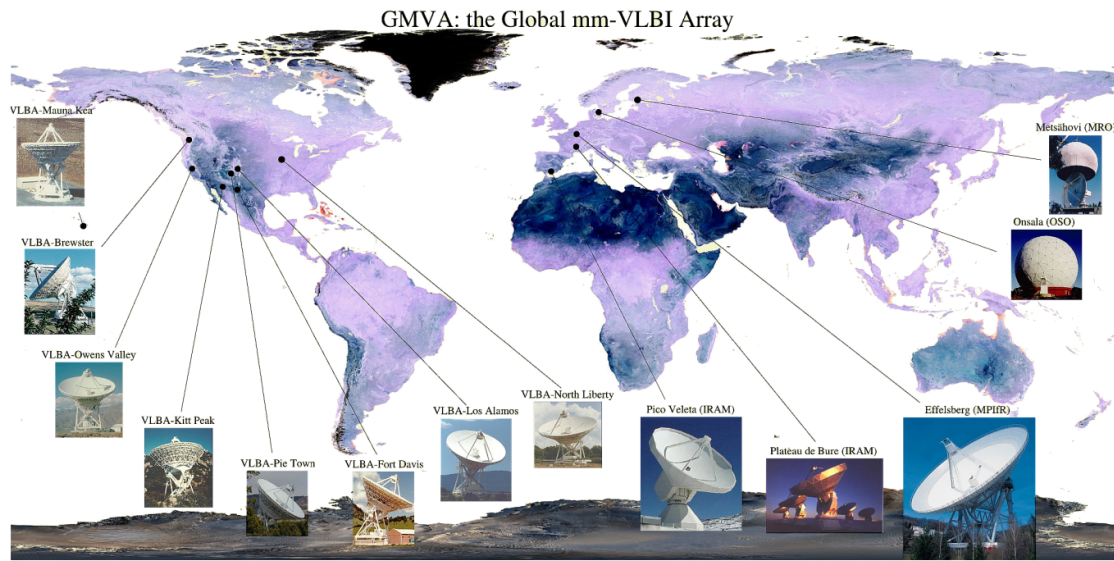 GMVA: the Global mm-VLBI Array
VLBA-Mauna Kea
Metsähovi (MRO)
Onsala (OSO)
VLBA-Brewster
VLBA-Owens Valley
VLBA-North Liberty
VLBA-Los Alamos
Pico Veleta (IRAM)
Effelsberg (MPIfR)
VLBA-Kitt Peak
Plateau de Bure (IRAM)
VLBA-Pie Town
VLBA-Fort Davis